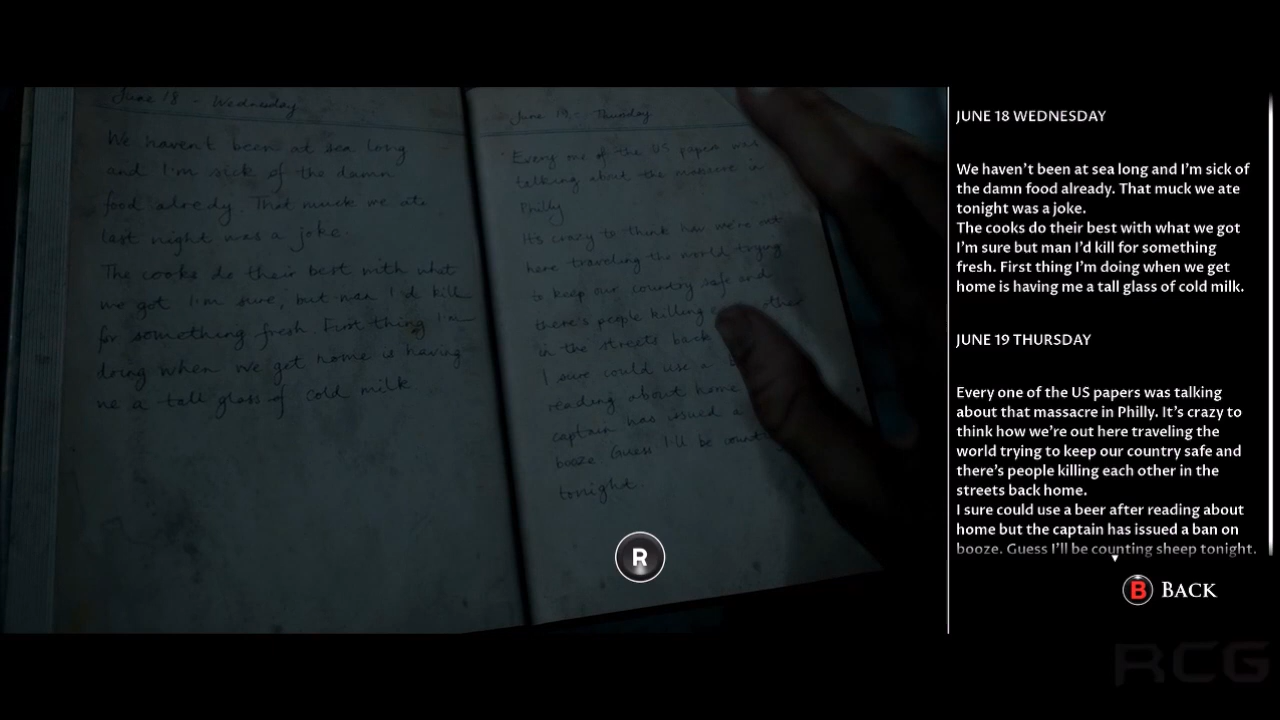 June 18 - Wednesday
We haven't been at sea long
and I'm sick of the damn
food alredy. That muck we ate
last night was a joke.
The cooks do their best with what
we got I'm sure, but man I'd kill
for something fresh. First thing I'm
doing when we get home is having
me a tall glass of cold milk
June 19 - Thursday
Every one of the US papers was
talking about the massacre in
Philly
It's crazy to think how we're out
here traveling the world trying
to keep our country safe and
there's people killing other
in the streets back
I sure could use a
reading about home
captain has issued a
booze. Guess I'll be
tonight.
R
JUNE 18 WEDNESDAY
We haven't been at sea long and I'm sick of
the damn food already. That muck we ate
tonight was a joke.
The cooks do their best with what we got
I'm sure but man I'd kill for something
fresh. First thing I'm doing when we get
home is having me a tall glass of cold milk.
JUNE 19 THURSDAY
Every one of the US papers was talking
about that massacre in Philly. It's crazy to
think how we're out here traveling the
world trying to keep our country safe and
there's people killing each other in the
streets back home.
I sure could use a beer after reading about
home but the captain has issued a ban on
booze. Guess I'll be counting sheep tonight.
B BACK
RCG